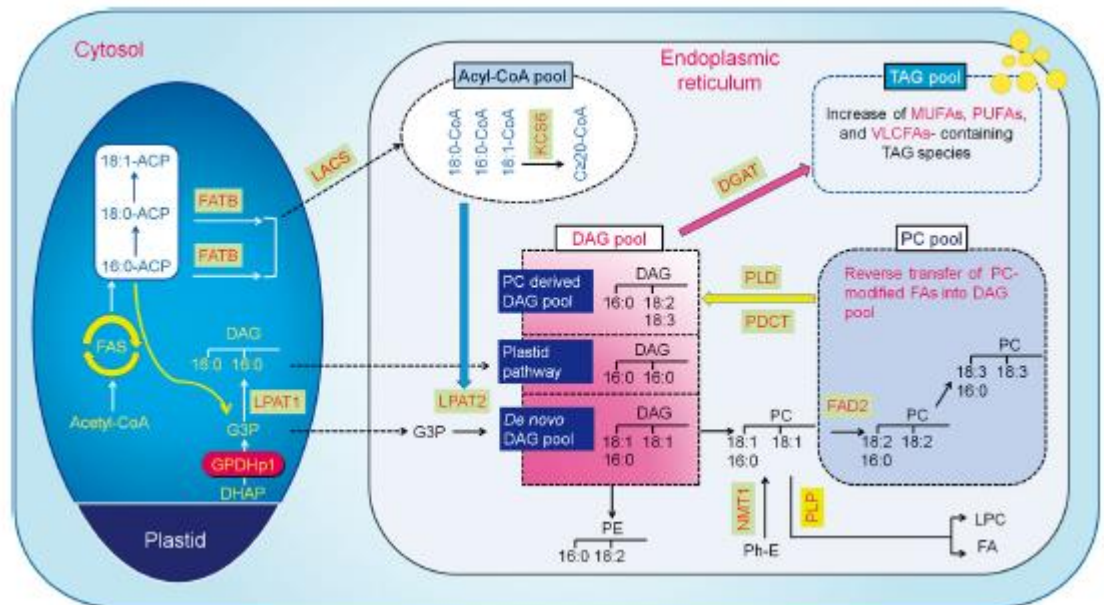 Cytosol
18:1-ACP
18:0-ACP
16:0-ACP
FATB
FATB
LACS
FAS
Acetyl-CoA
DAG
16:0 16:0
LPAT1
G3P
GPDHp1
DHAP
Plastid
Endoplasmic
reticulum
Acyl-CoA pool
18:0-CoA
16:0-CoA
18:1-CoA
KCS6
C≥20-CoA
TAG pool
Increase of MUFAs, PUFAs,
and VLCFAs- containing
TAG species
DGAT
LPAT2
G3P
DAG pool
PC derived
DAG pool
DAG
16:0 18:2
18:3
Plastid
pathway
DAG
16:0 16:0
De novo
DAG pool
DAG
18:1 18:1
16:0
PE
16:0 18:2
PLD
PDCT
PC pool
Reverse transfer of PC-
modified FAs into DAG
pool
PC
18:3 18:3
16:0
FAD2
PC
18:2 18:2
16:0
PC
18:1 18:1
16:0
NMT1
Ph-E
PLP
LPC
FA